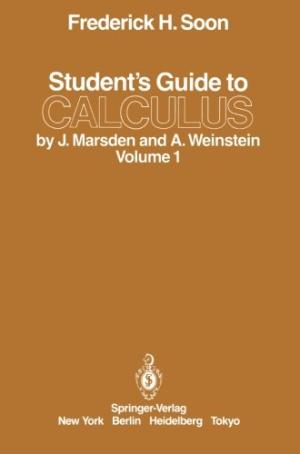 Frederick H. Soon
Student's Guide to
CALCULUS
by J. Marsden and A. Weinstein
Volume 1
Springer-Verlag
New York Berlin Heidelberg Tokyo